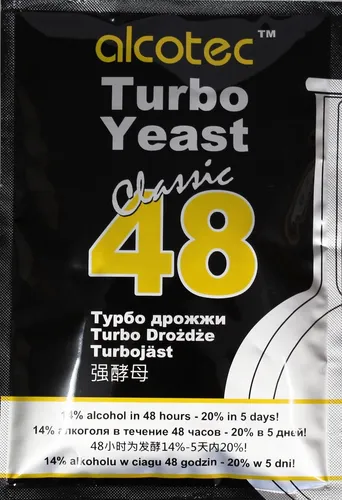 alcotec™
Turbo
Yeast
Classic
48
Турбо дрожжи
Turbo Drożdże
Turbojäst
强酵母
14% alcohol in 48 hours - 20% in 5 days!
14% алкоголя в течение 48 часов - 20% в 5 дней!
48小时为发酵14%-5天内20%!
14% alkoholu w ciagu 48 godzin - 20% w 5 dni!